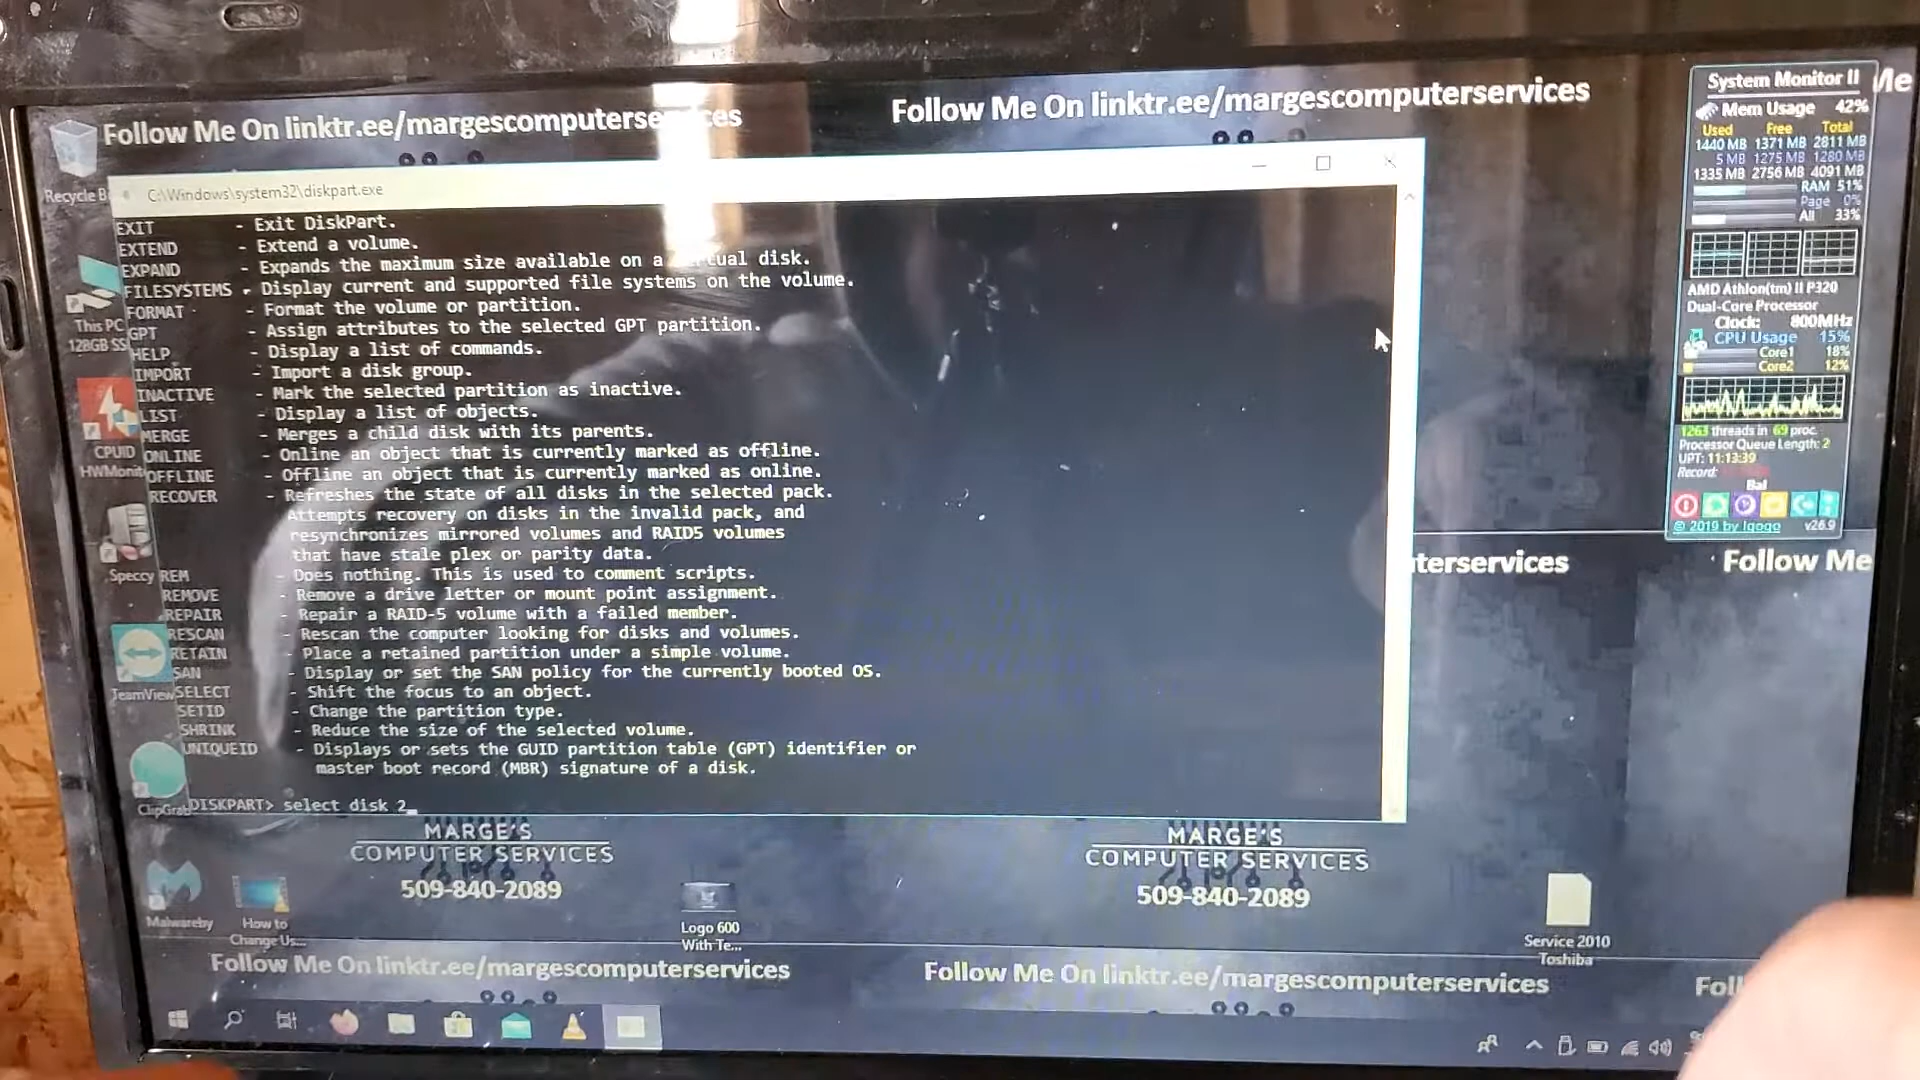 Follow Me On linktr.ee/margescomputerservices
Follow Me On linktr.ee/margescomputerservices
Me
Recycle B
C:\Windows\system32\diskpart.exe
EXIT - Exit DiskPart.
EXTEND - Extend a volume.
EXPAND - Expands the maximum size available on a virtual disk.
FILESYSTEMS - Display current and supported file systems on the volume.
FORMAT - Format the volume or partition.
GPT - Assign attributes to the selected GPT partition.
HELP - Display a list of commands.
IMPORT - Import a disk group.
INACTIVE - Mark the selected partition as inactive.
LIST - Display a list of objects.
MERGE - Merges a child disk with its parents.
ONLINE - Online an object that is currently marked as offline.
OFFLINE - Offline an object that is currently marked as online.
RECOVER - Refreshes the state of all disks in the selected pack.
Attempts recovery on disks in the invalid pack, and
resynchronizes mirrored volumes and RAID5 volumes
that have stale plex or parity data.
REM - Does nothing. This is used to comment scripts.
REMOVE - Remove a drive letter or mount point assignment.
REPAIR - Repair a RAID-5 volume with a failed member.
RESCAN - Rescan the computer looking for disks and volumes.
RETAIN - Place a retained partition under a simple volume.
SAN - Display or set the SAN policy for the currently booted OS.
SELECT - Shift the focus to an object.
SETID - Change the partition type.
SHRINK - Reduce the size of the selected volume.
UNIQUEID - Displays or sets the GUID partition table (GPT) identifier or
master boot record (MBR) signature of a disk.
DISKPART> select disk 2
This PC
128GB SS
CPUID
HWMonit
Speccy
TeamView
ClipGrab
Malwareby
How to
Change Us...
Logo 600
With Te...
Service 2010
Toshiba
System Monitor II
Mem Usage 42%
Used Free Total
1440 MB 1371 MB 2811 MB
5 MB 1275 MB 1280 MB
1335 MB 2756 MB 4091 MB
RAM 51%
Page 0%
All 33%
AMD Athlon(tm) II P320
Dual-Core Processor
Clock: 800MHz
CPU Usage 15%
Core1 18%
Core2 12%
1263 threads in 69 proc.
Processor Queue Length: 2
UPT: 11:13:39
Record:
Bal
© 2019 by Igogo v26.9
terservices
Follow Me
MARGE'S
COMPUTER SERVICES
509-840-2089
MARGE'S
COMPUTER SERVICES
509-840-2089
Follow Me On linktr.ee/margescomputerservices
Follow Me On linktr.ee/margescomputerservices
Foll